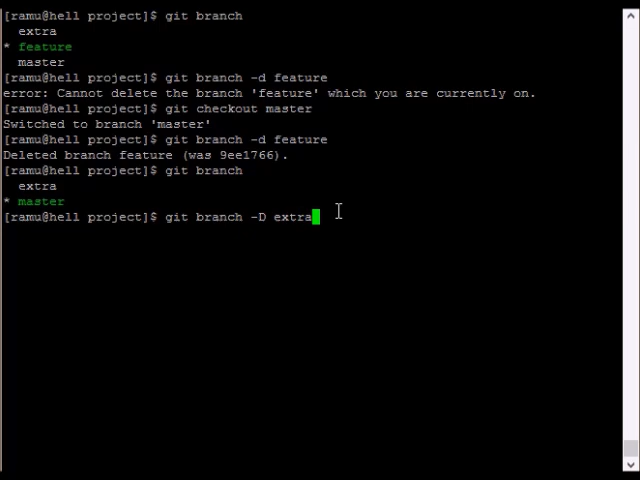 [ramu@hell project]$ git branch
  extra
* feature
  master
[ramu@hell project]$ git branch -d feature
error: Cannot delete the branch 'feature' which you are currently on.
[ramu@hell project]$ git checkout master
Switched to branch 'master'
[ramu@hell project]$ git branch -d feature
Deleted branch feature (was 9ee1766).
[ramu@hell project]$ git branch
  extra
* master
[ramu@hell project]$ git branch -D extra